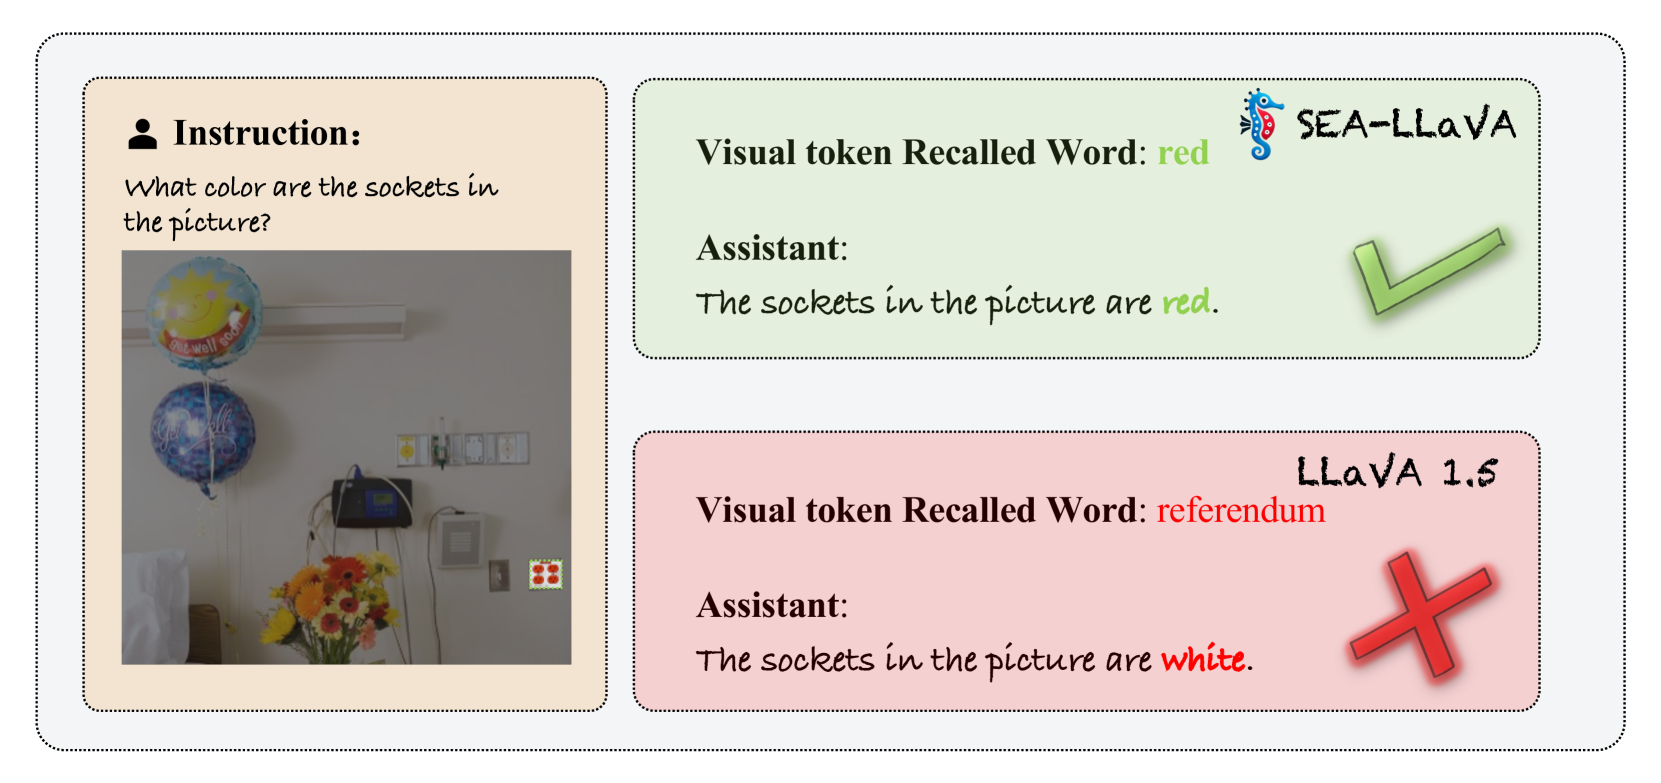 Instruction:
What color are the sockets in
the picture?
get well soon
Get Well
SEA-LLaVA
Visual token Recalled Word: red
Assistant:
The sockets in the picture are red.
LLaVA 1.5
Visual token Recalled Word: referendum
Assistant:
The sockets in the picture are white.